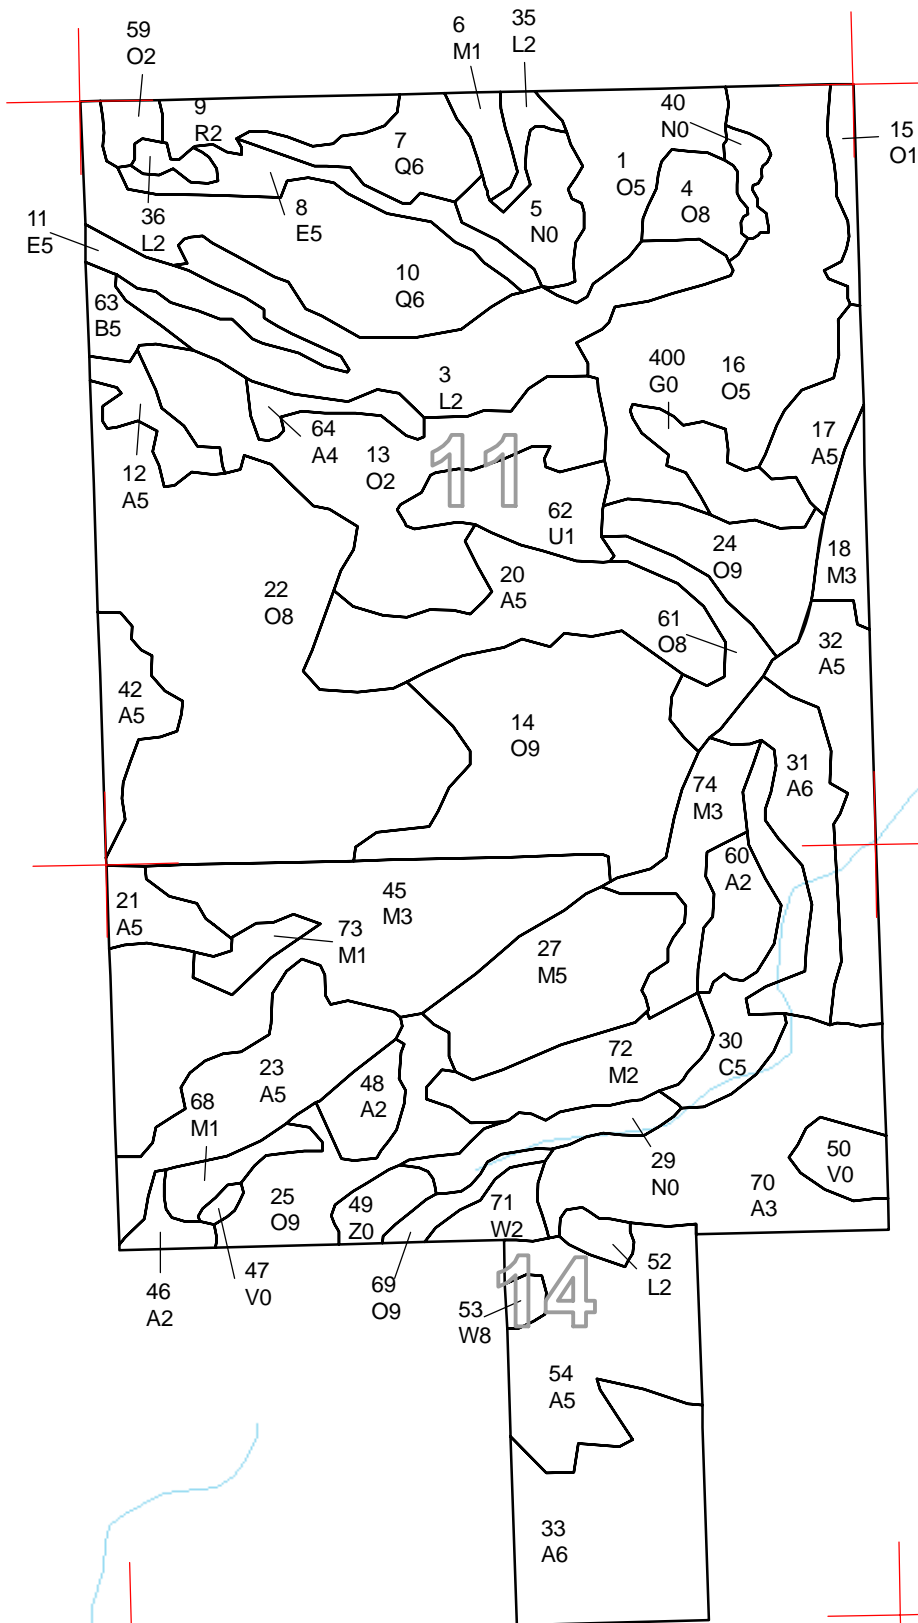 59
O2
6
M1
35
L2
9
R2
40
N0
15
O1
7
Q6
1
O5
4
O8
36
L2
8
E5
5
N0
11
E5
10
Q6
63
B5
3
L2
400
G0
16
O5
64
A4
13
O2
11
17
A5
12
A5
62
U1
24
O9
18
M3
22
O8
20
A5
61
O8
32
A5
42
A5
14
O9
31
A6
74
M3
60
A2
21
A5
45
M3
73
M1
27
M5
23
A5
48
A2
72
M2
30
C5
68
M1
29
N0
50
V0
25
O9
49
Z0
71
W2
70
A3
47
V0
46
A2
69
O9
52
L2
14
53
W8
54
A5
33
A6